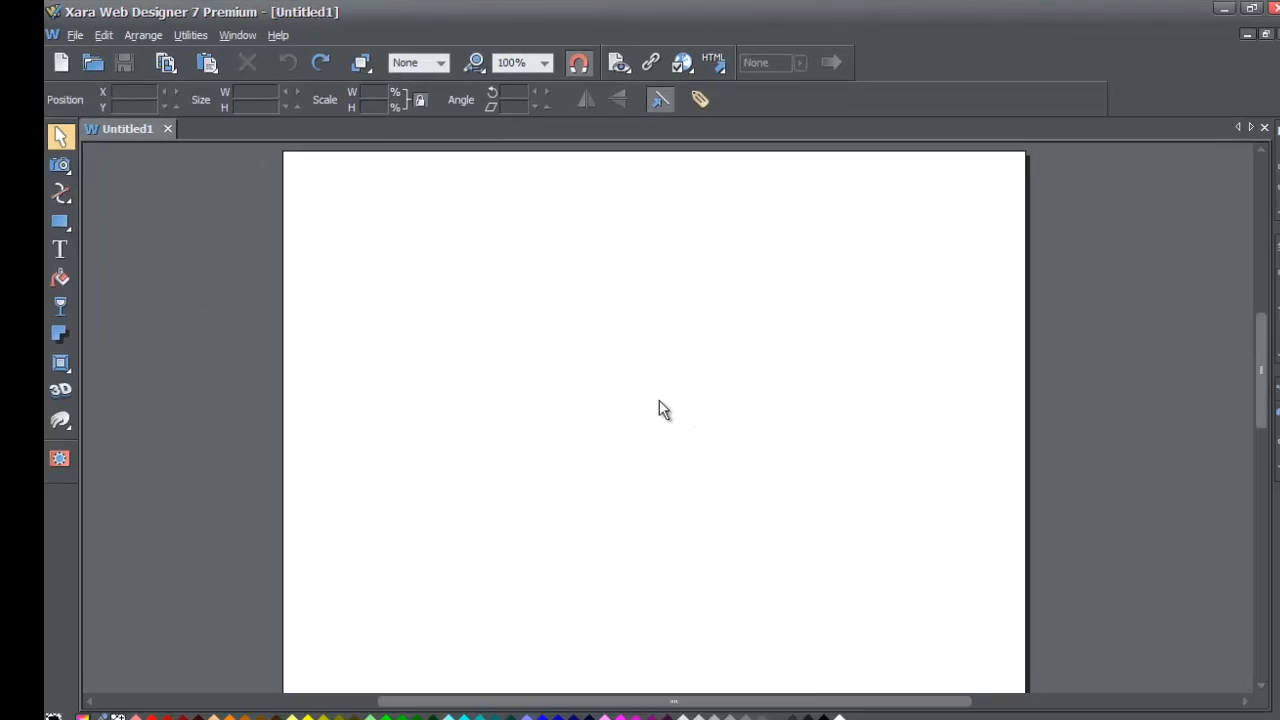 Xara Web Designer 7 Premium - [Untitled1]
File Edit Arrange Utilities Window Help
None 100% HTML None
Position X Y Size W H Scale W % H % Angle
Untitled1
T
3D